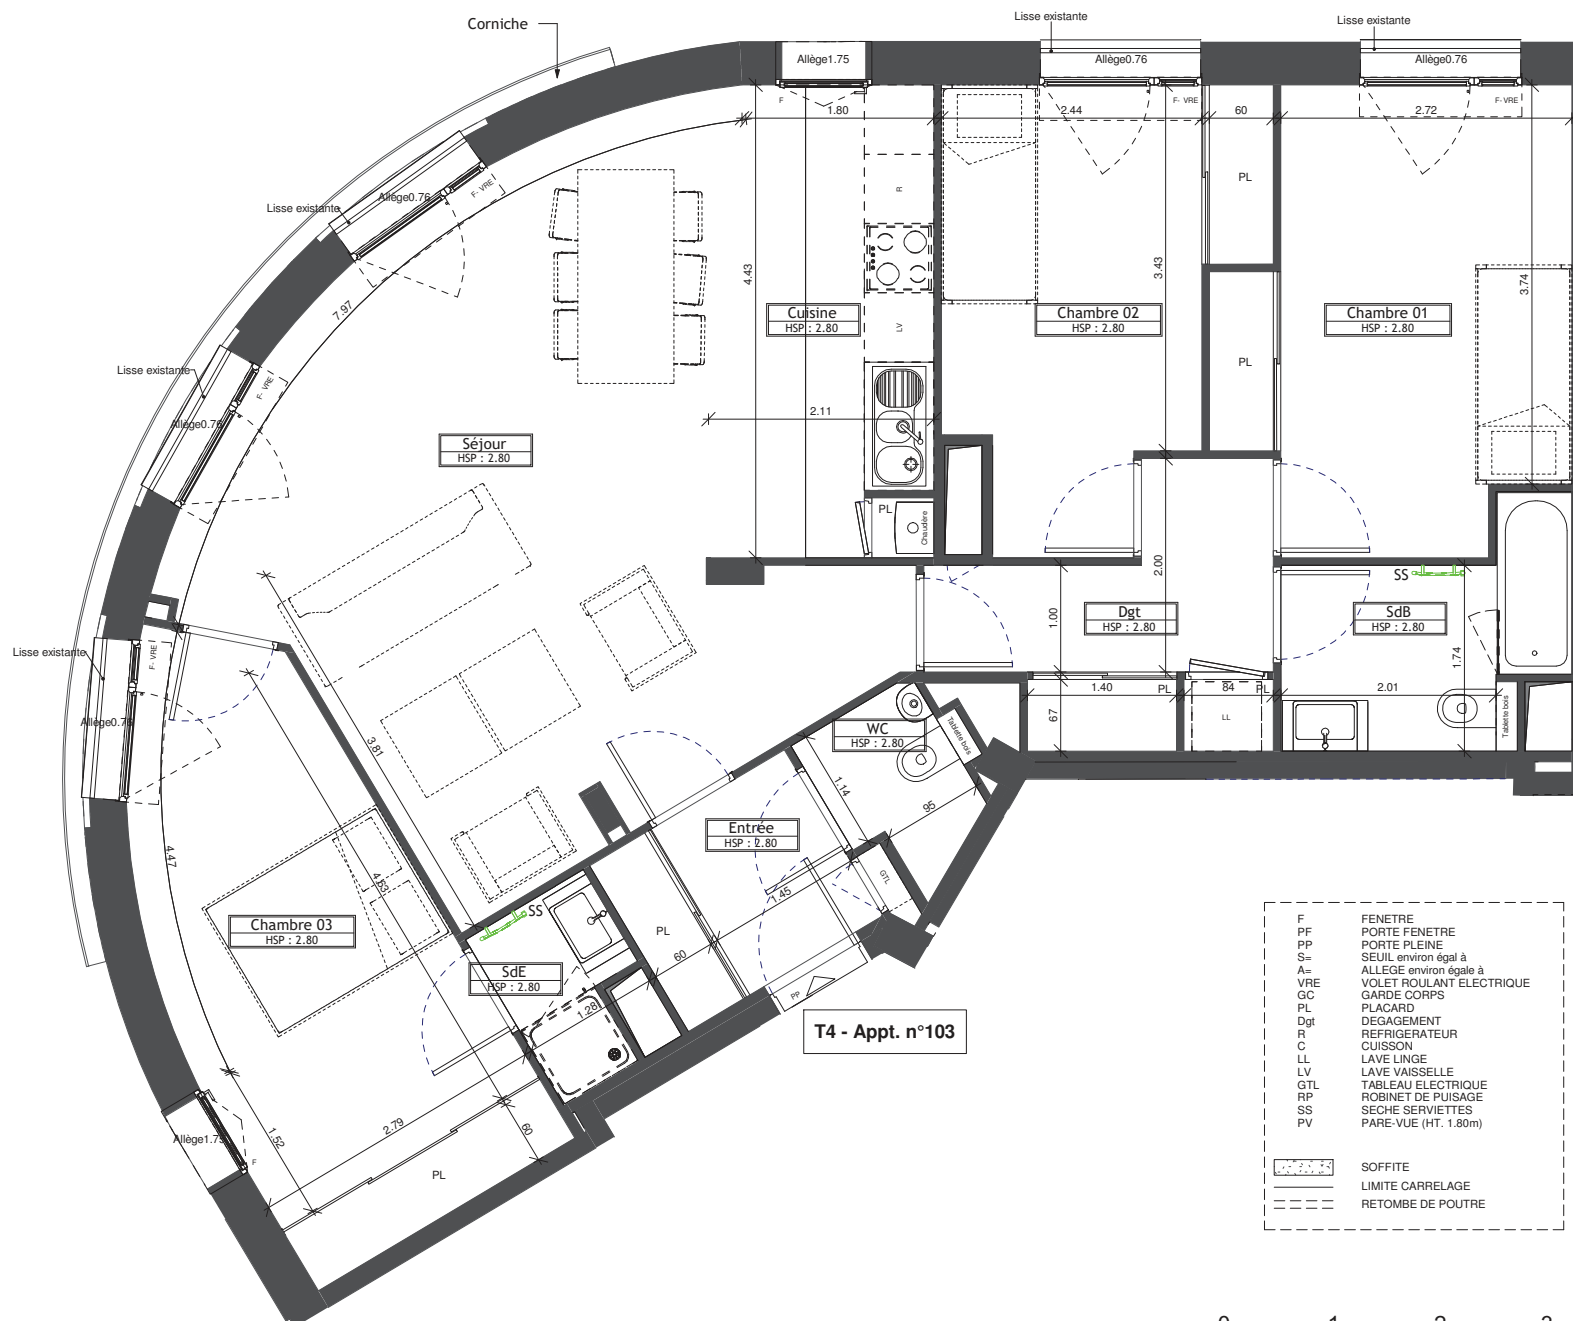 Corniche
Lisse existante
Lisse existante
Allège1.75
Allège0.76
Allège0.76
F
F- VRE
F- VRE
1.80
2.44
60
2.72
PL
R
Allège0.76
F- VRE
Lisse existante
7.97
4.43
3.43
3.74
Cuisine
HSP : 2.80
Chambre 02
HSP : 2.80
Chambre 01
HSP : 2.80
LV
PL
Lisse existante
F- VRE
Allège0.76
2.11
Séjour
HSP : 2.80
PL
Chaudière
2.00
SS
1.00
Dgt
HSP : 2.80
SdB
HSP : 2.80
1.74
Lisse existante
F- VRE
Allège0.76
1.40
PL
84
PL
2.01
67
LL
Tablette bois
WC
HSP : 2.80
Tablette bois
3.81
1.14
95
Entrée
HSP : 2.80
4.47
4.63
GTL
1.45
Chambre 03
HSP : 2.80
SS
PL
60
SdE
HSP : 2.80
PP
1.28
T4 - Appt. n°103
Allège1.75
F
1.52
2.79
60
PL
F FENETRE
PF PORTE FENETRE
PP PORTE PLEINE
S= SEUIL environ égal à
A= ALLEGE environ égale à
VRE VOLET ROULANT ELECTRIQUE
GC GARDE CORPS
PL PLACARD
Dgt DEGAGEMENT
R REFRIGERATEUR
C CUISSON
LL LAVE LINGE
LV LAVE VAISSELLE
GTL TABLEAU ELECTRIQUE
RP ROBINET DE PUISAGE
SS SECHE SERVIETTES
PV PARE-VUE (HT. 1.80m)
SOFFITE
LIMITE CARRELAGE
RETOMBE DE POUTRE
0 1 2 3